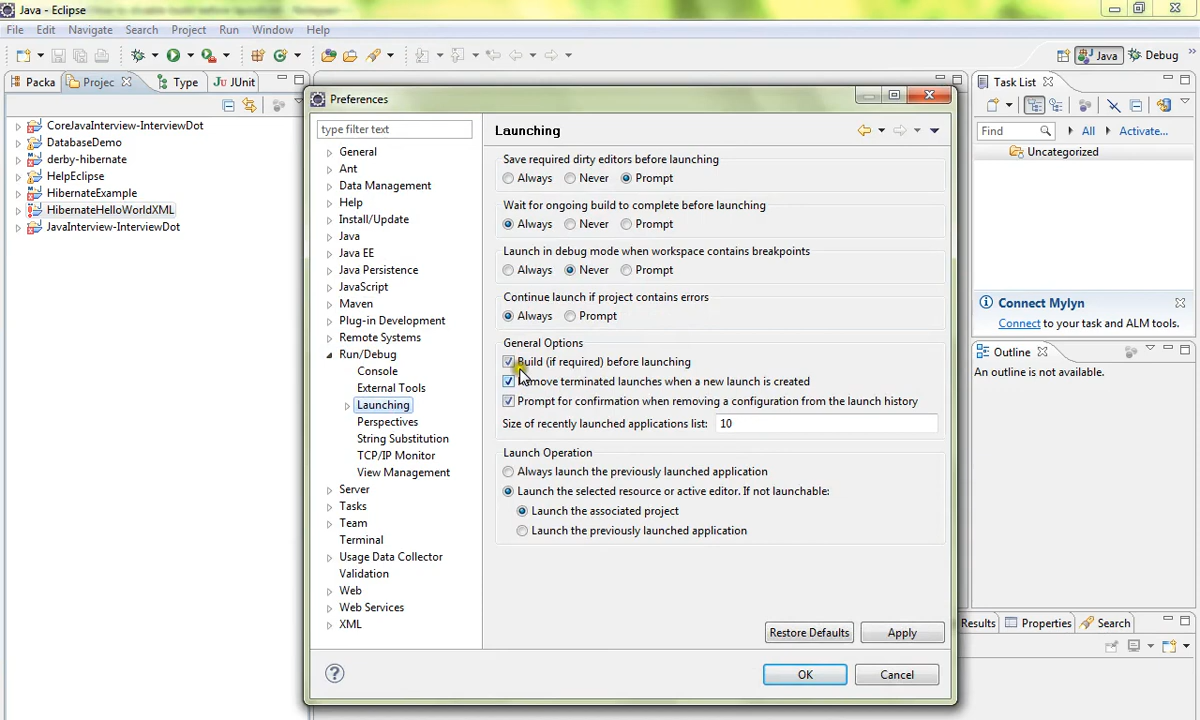 Java - Eclipse
File Edit Navigate Search Project Run Window Help
Java Debug
Packa Projec Type JUnit
CoreJavaInterview-InterviewDot
DatabaseDemo
derby-hibernate
HelpEclipse
HibernateExample
HibernateHelloWorldXML
JavaInterview-InterviewDot
Preferences
type filter text
General
Ant
Data Management
Help
Install/Update
Java
Java EE
Java Persistence
JavaScript
Maven
Plug-in Development
Remote Systems
Run/Debug
Console
External Tools
Launching
Perspectives
String Substitution
TCP/IP Monitor
View Management
Server
Tasks
Team
Terminal
Usage Data Collector
Validation
Web
Web Services
XML
Launching
Save required dirty editors before launching
Always Never Prompt
Wait for ongoing build to complete before launching
Always Never Prompt
Launch in debug mode when workspace contains breakpoints
Always Never Prompt
Continue launch if project contains errors
Always Prompt
General Options
Build (if required) before launching
Remove terminated launches when a new launch is created
Prompt for confirmation when removing a configuration from the launch history
Size of recently launched applications list: 10
Launch Operation
Always launch the previously launched application
Launch the selected resource or active editor. If not launchable:
Launch the associated project
Launch the previously launched application
Restore Defaults Apply
OK Cancel
Task List
Find All Activate...
Uncategorized
Connect Mylyn
Connect to your task and ALM tools.
Outline
An outline is not available.
Results Properties Search